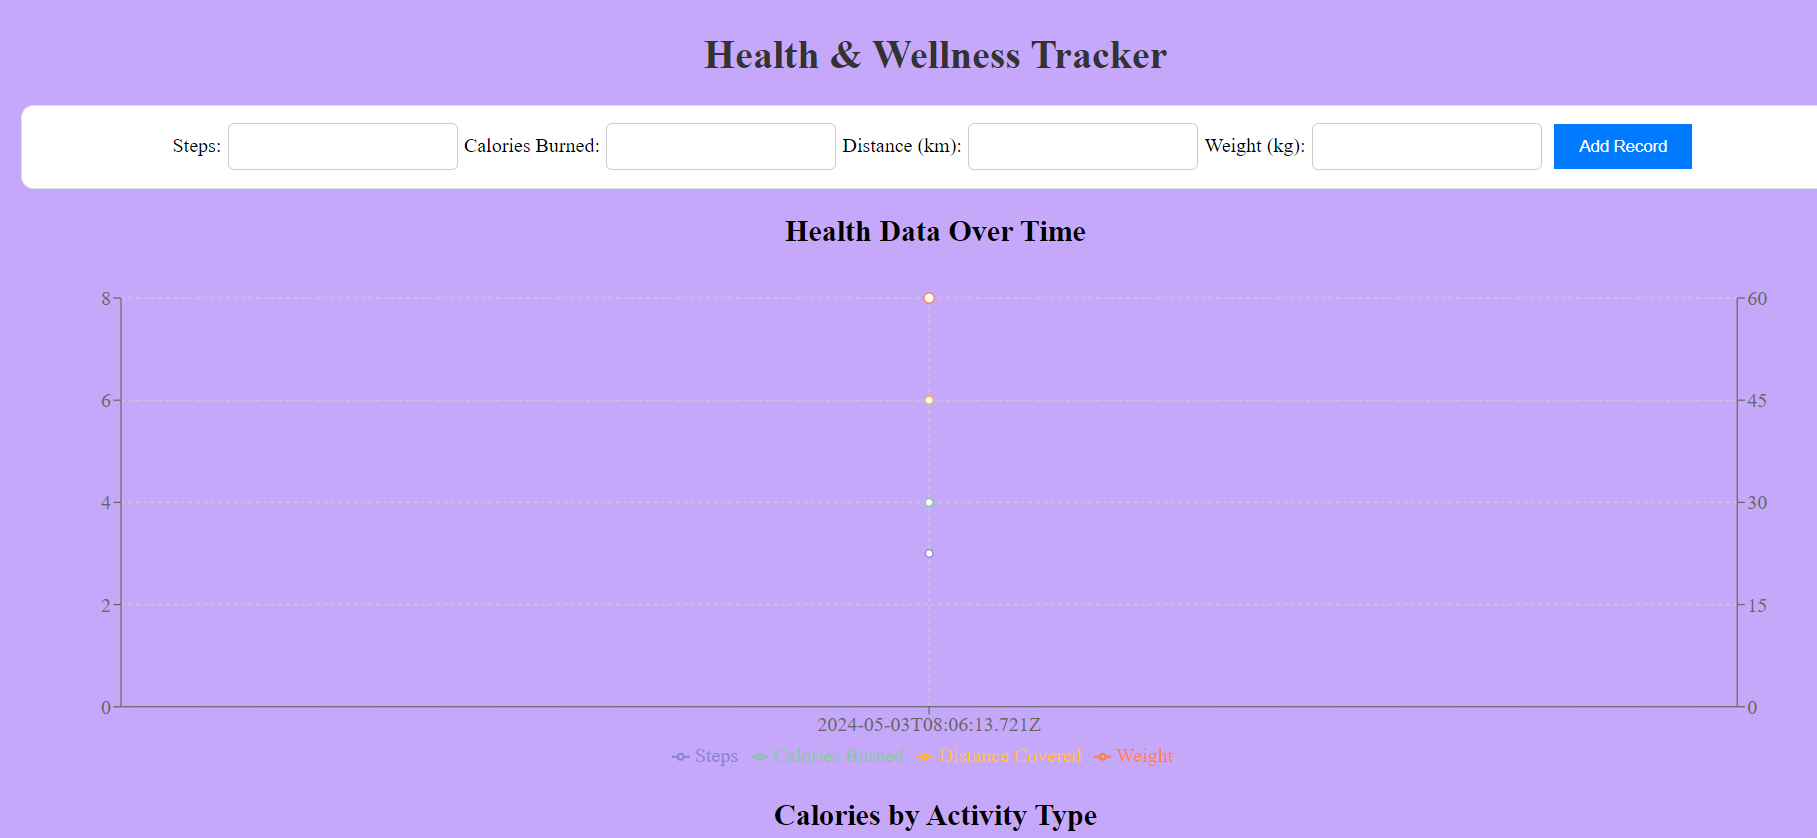 Health & Wellness Tracker
Steps: Calories Burned: Distance (km): Weight (kg): Add Record
Health Data Over Time
8 60
6 45
4 30
2 15
0 0
2024-05-03T08:06:13.721Z
Steps Calories Burned Distance Covered Weight
Calories by Activity Type